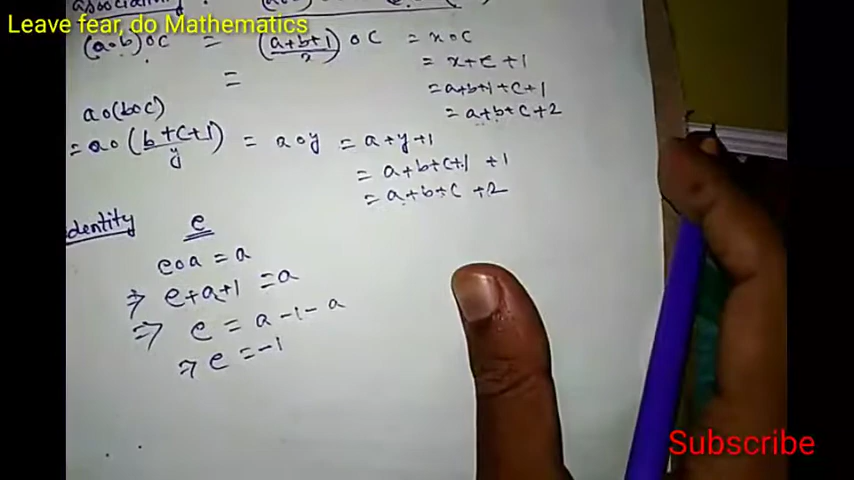 associativity
Leave fear, do Mathematics
(a∘b)∘c = (a+b+1)∘c = x∘c
x
= x+c+1
=
= a+b+1+c+1
= a+b+c+2
a∘(b∘c)
= a∘(b+c+1) = a∘y = a+y+1
y
= a+b+c+1+1
= a+b+c+2
identity e
e∘a = a
⇒ e+a+1 = a
⇒ e = a-1-a
⇒ e = -1
Subscribe